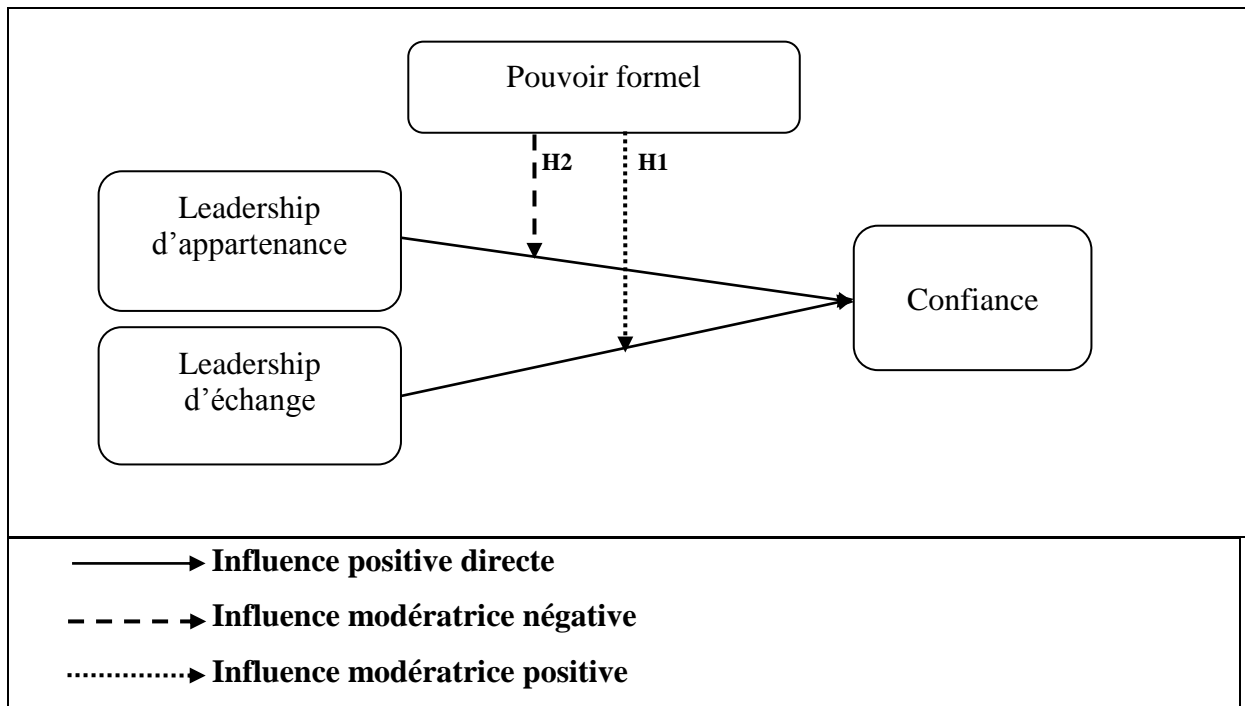 Pouvoir formel
H2
H1
Leadership
d’appartenance
Confiance
Leadership
d’échange
Influence positive directe
Influence modératrice négative
Influence modératrice positive